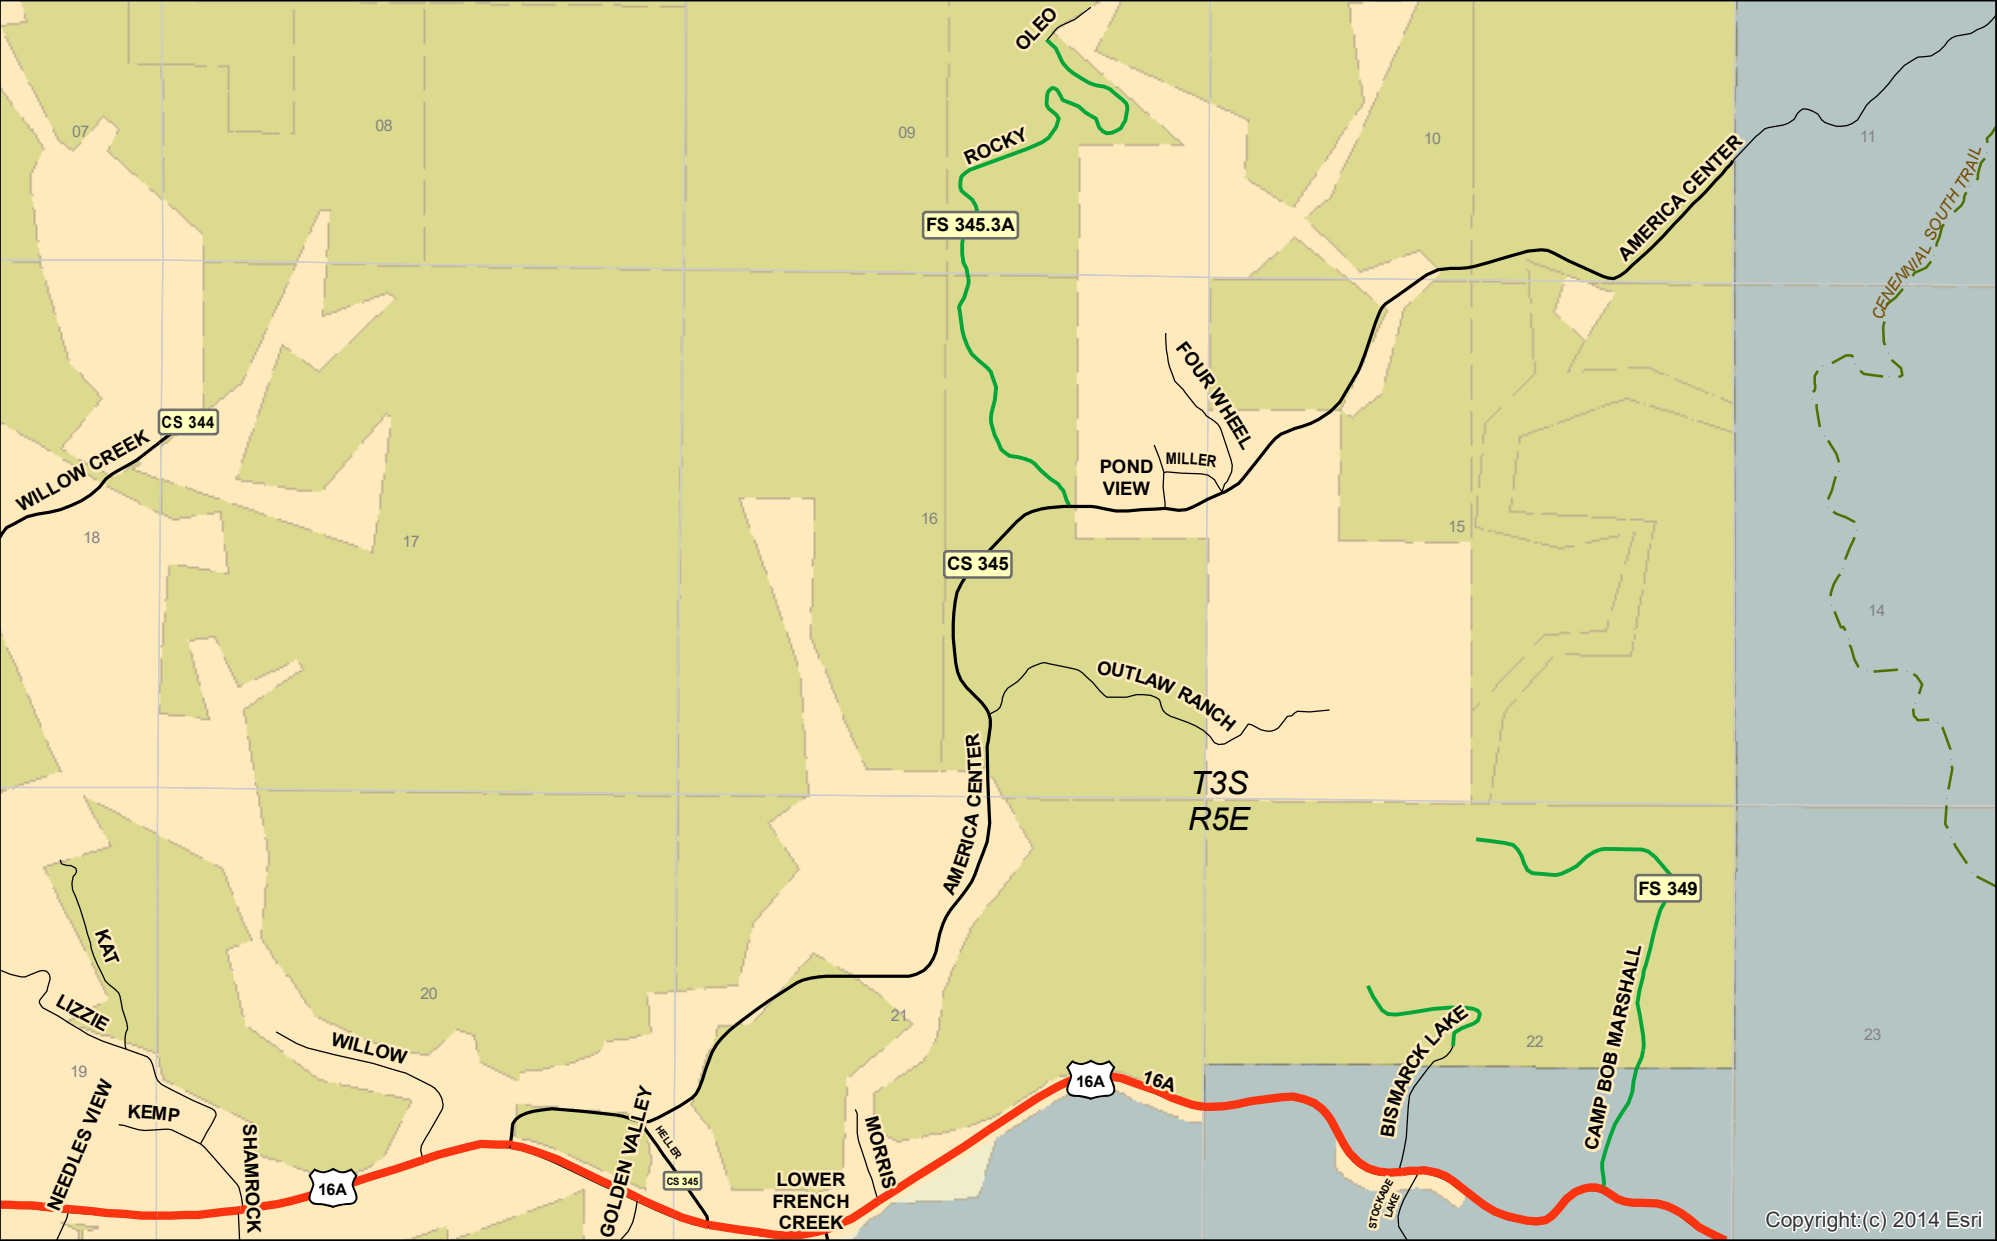 OLEO
07
08
09
ROCKY
10
11
AMERICA CENTER
CENENNIAL SOUTH TRAIL
FS 345.3A
FOUR WHEEL
CS 344
WILLOW CREEK
POND
VIEW
MILLER
18
17
16
15
CS 345
14
OUTLAW RANCH
AMERICA CENTER
T3S
R5E
FS 349
KAT
LIZZIE
20
21
WILLOW
BISMARCK LAKE
22
CAMP BOB MARSHALL
23
19
NEEDLES VIEW
KEMP
SHAMROCK
16A
16A
16A
GOLDEN VALLEY
HELLER
CS 345
MORRIS
LOWER
FRENCH
CREEK
STOCKADE
LAKE
Copyright:(c) 2014 Esri